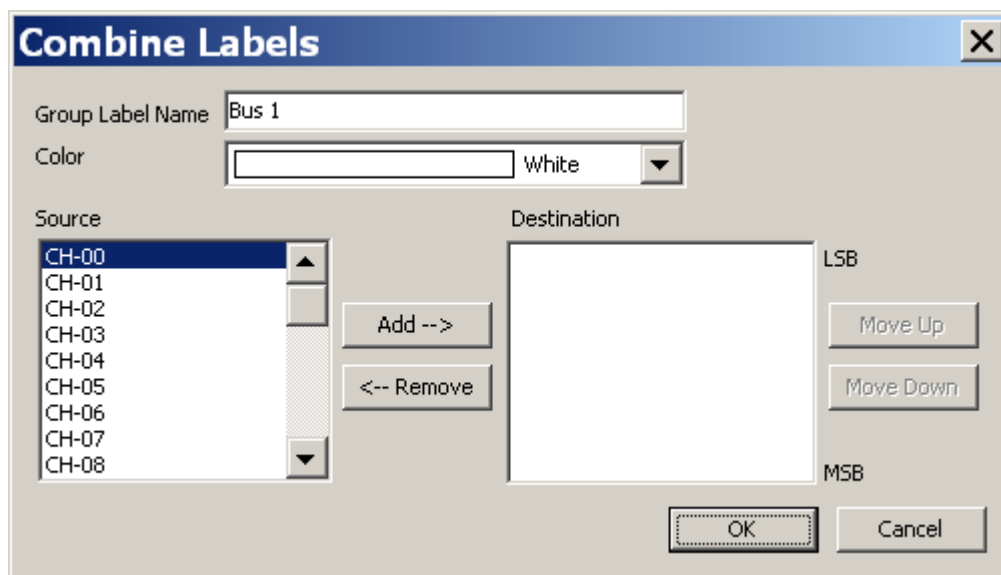 Combine Labels
Group Label Name Bus 1
Color White
Source Destination
CH-00
CH-01
CH-02
CH-03
CH-04
CH-05
CH-06
CH-07
CH-08
Add -->
<-- Remove
LSB
Move Up
Move Down
MSB
OK Cancel